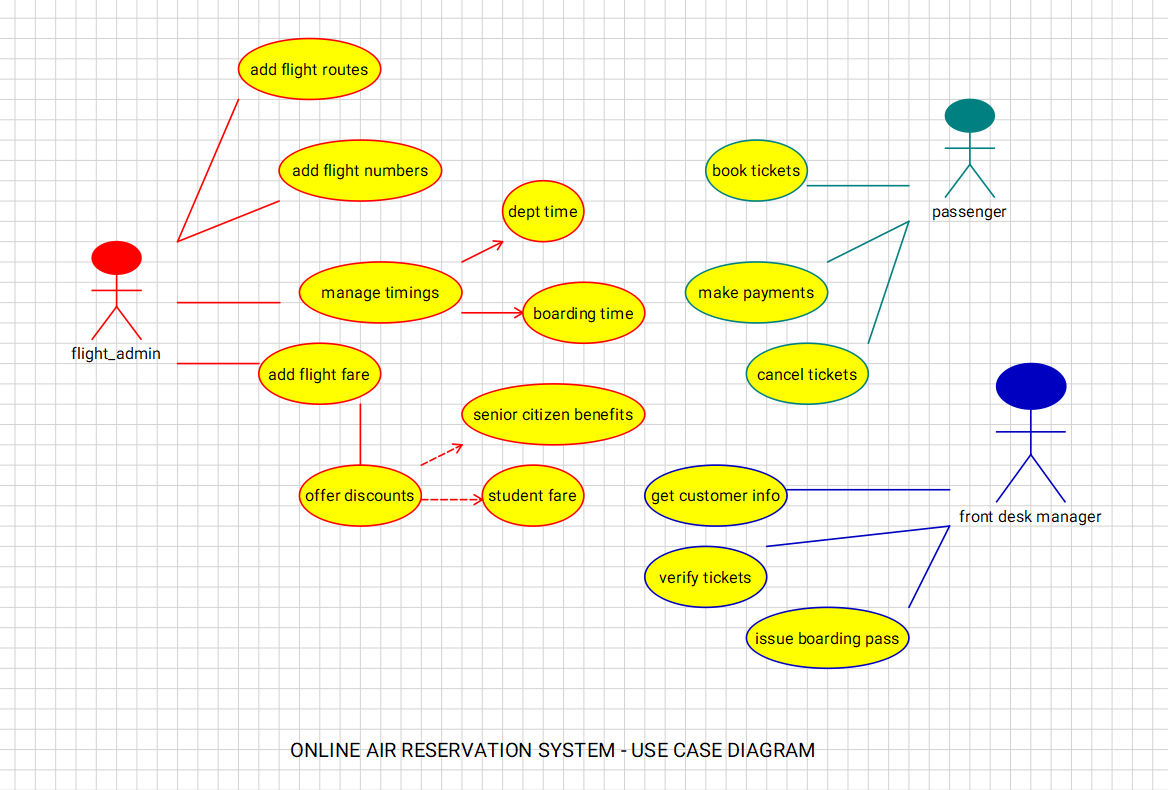 add flight routes
add flight numbers
dept time
manage timings
boarding time
flight_admin
add flight fare
senior citizen benefits
offer discounts
student fare
book tickets
passenger
make payments
cancel tickets
get customer info
front desk manager
verify tickets
issue boarding pass
ONLINE AIR RESERVATION SYSTEM - USE CASE DIAGRAM